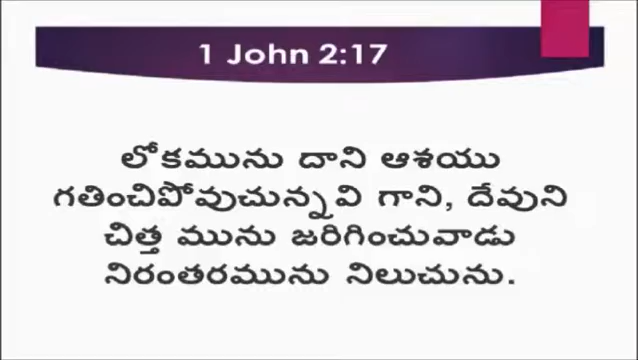 1 John 2:17
లోకమును దాని ఆశయు
గతించిపోవుచున్నవి గాని, దేవుని
చిత్త మును జరిగించువాడు
నిరంతరమును నిలుచును.